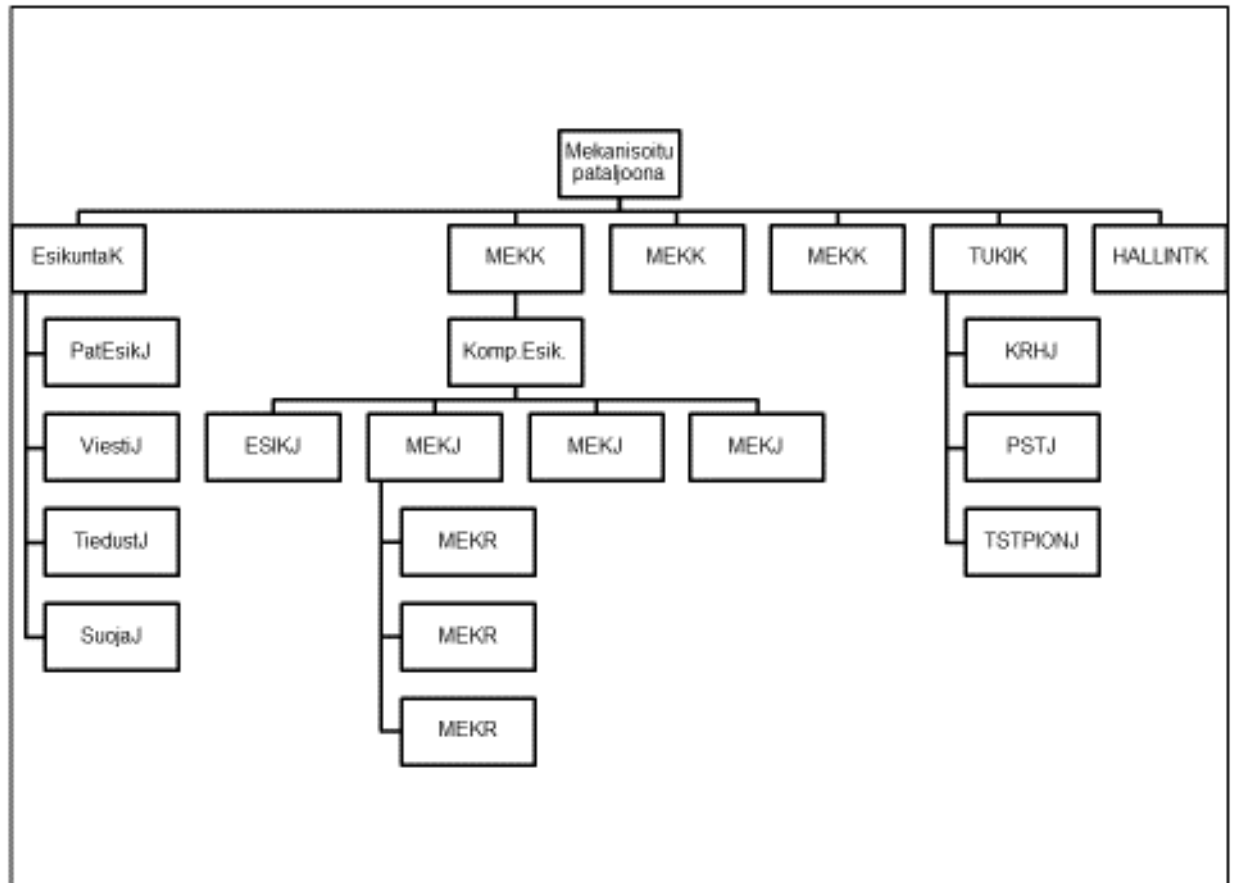 Mekanisoitu
pataljoona
EsikuntaK
MEKK
MEKK
MEKK
TUKIK
HALLINTK
PatEsikJ
Komp.Esik.
KRHJ
ViestiJ
ESIKJ
MEKJ
MEKJ
MEKJ
PSTJ
TiedustJ
MEKR
TSTPIONJ
SuojaJ
MEKR
MEKR